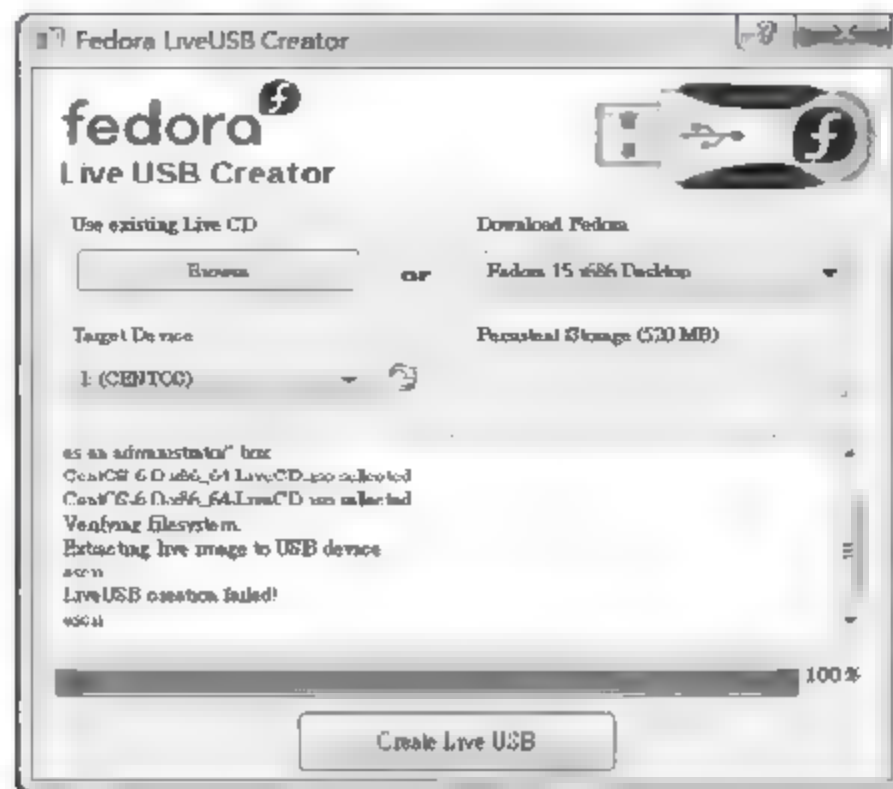 Fedora LiveUSB Creator
fedora
Live USB Creator
Use existing Live CD
Download Fedora
Browse
or
Fedora 15 x686 Desktop
Target Device
Persistent Storage (520 MB)
I: (CENTOS)
as an administrator" box
CentOS-6.0-x86_64-LiveCD.iso selected
CentOS-6.0-x86_64-LiveCD.iso selected
Verifying filesystem.
Extracting live image to USB device
LiveUSB creation failed!
100%
Create Live USB